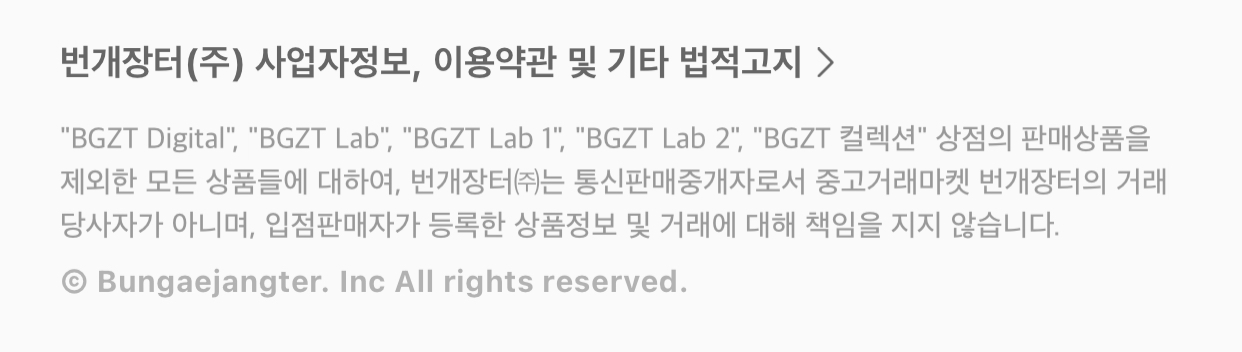 번개장터(주) 사업자정보, 이용약관 및 기타 법적고지 >
"BGZT Digital", "BGZT Lab", "BGZT Lab 1", "BGZT Lab 2", "BGZT 컬렉션" 상점의 판매상품을
제외한 모든 상품들에 대하여, 번개장터㈜는 통신판매중개자로서 중고거래마켓 번개장터의 거래
당사자가 아니며, 입점판매자가 등록한 상품정보 및 거래에 대해 책임을 지지 않습니다.
© Bungaejangter. Inc All rights reserved.